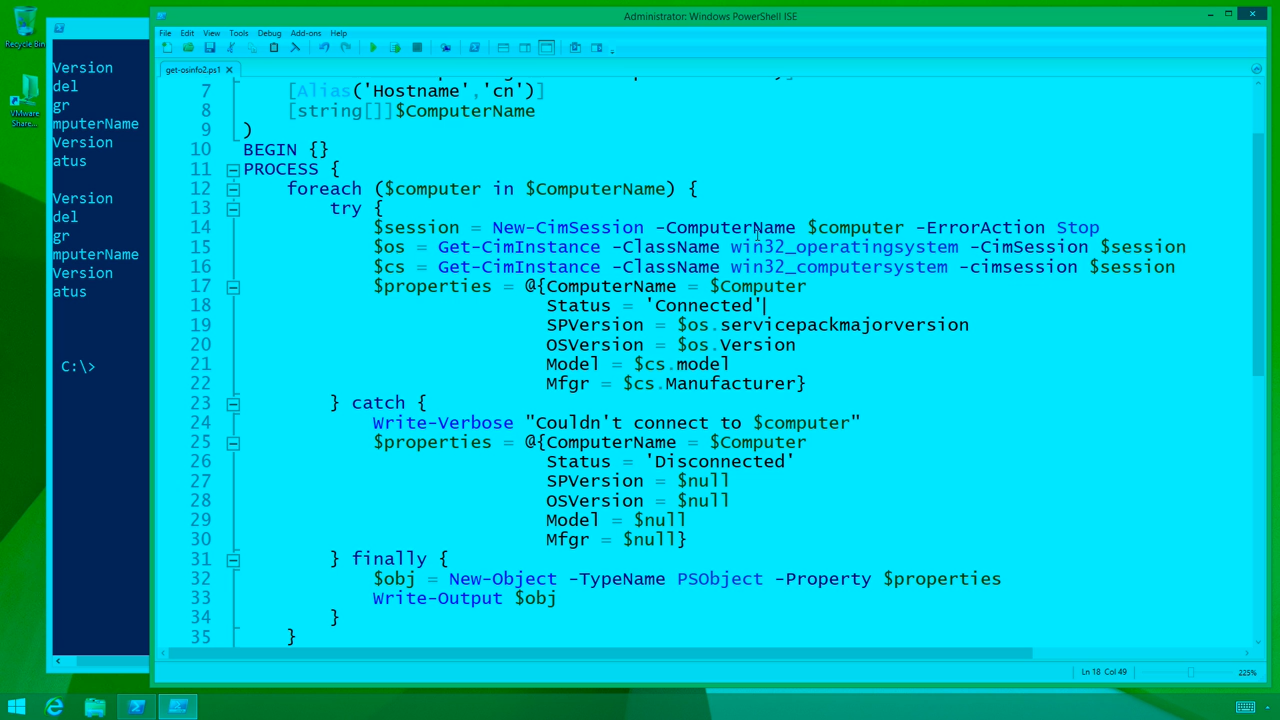 Administrator: Windows PowerShell ISE
File Edit View Tools Debug Add-ons Help
get-osinfo2.ps1
7 [Alias('Hostname','cn')]
8 [string[]]$ComputerName
9 )
10 BEGIN {}
11 PROCESS {
12 foreach ($computer in $ComputerName) {
13 try {
14 $session = New-CimSession -ComputerName $computer -ErrorAction Stop
15 $os = Get-CimInstance -ClassName win32_operatingsystem -CimSession $session
16 $cs = Get-CimInstance -ClassName win32_computersystem -cimsession $session
17 $properties = @{ComputerName = $Computer
18 Status = 'Connected'
19 SPVersion = $os.servicepackmajorversion
20 OSVersion = $os.Version
21 Model = $cs.model
22 Mfgr = $cs.Manufacturer}
23 } catch {
24 Write-Verbose "Couldn't connect to $computer"
25 $properties = @{ComputerName = $Computer
26 Status = 'Disconnected'
27 SPVersion = $null
28 OSVersion = $null
29 Model = $null
30 Mfgr = $null}
31 } finally {
32 $obj = New-Object -TypeName PSObject -Property $properties
33 Write-Output $obj
34 }
35 }
Ln 18 Col 49
225%
Recycle Bin
VMware
Share...
Version
del
gr
mputerName
Version
atus
Version
del
gr
mputerName
Version
atus
C:\>